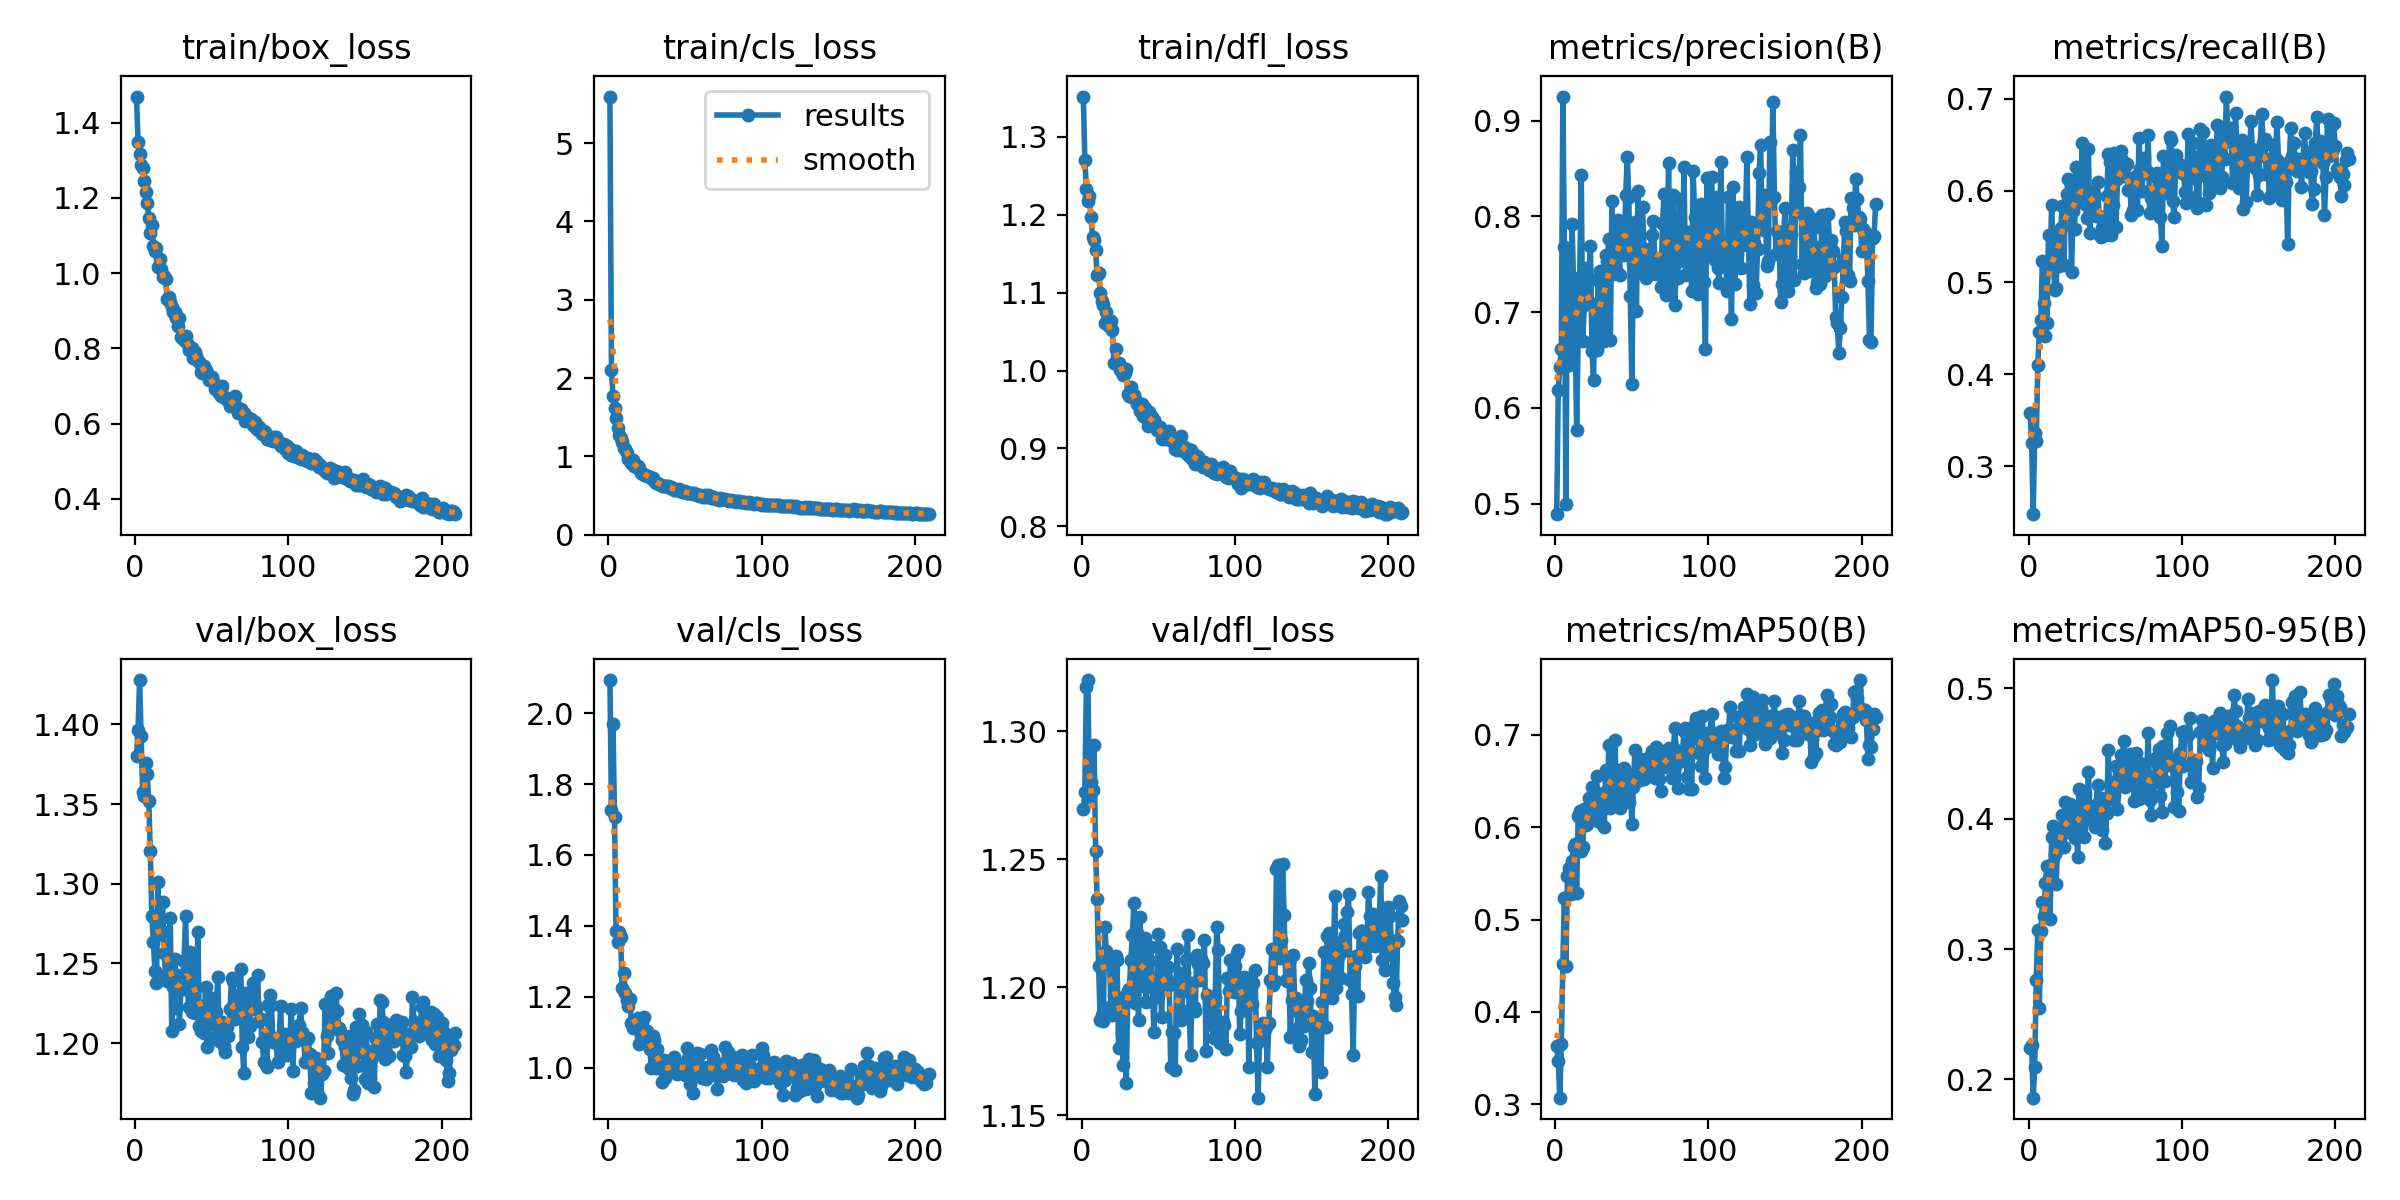 train/box_loss
1.4
1.2
1.0
0.8
0.6
0.4
0 100 200
train/cls_loss
results
smooth
5
4
3
2
1
0
0 100 200
train/dfl_loss
1.3
1.2
1.1
1.0
0.9
0.8
0 100 200
metrics/precision(B)
0.9
0.8
0.7
0.6
0.5
0 100 200
metrics/recall(B)
0.7
0.6
0.5
0.4
0.3
0 100 200
val/box_loss
1.40
1.35
1.30
1.25
1.20
0 100 200
val/cls_loss
2.0
1.8
1.6
1.4
1.2
1.0
0 100 200
val/dfl_loss
1.30
1.25
1.20
1.15
0 100 200
metrics/mAP50(B)
0.7
0.6
0.5
0.4
0.3
0 100 200
metrics/mAP50-95(B)
0.5
0.4
0.3
0.2
0 100 200